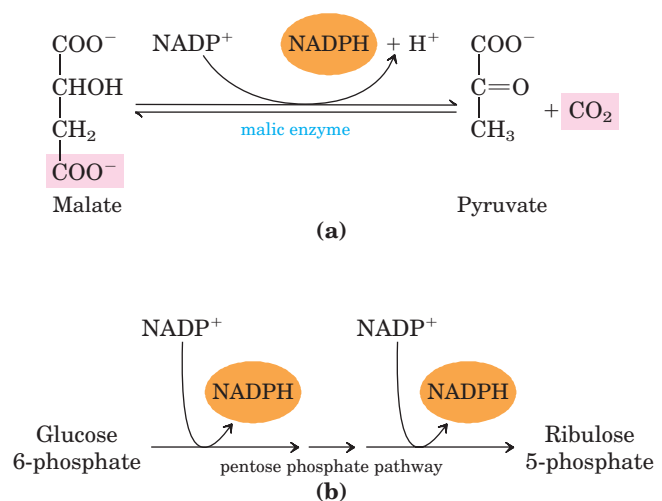 COO⁻ NADP⁺ NADPH + H⁺ COO⁻
CHOH C=O
CH₂ malic enzyme CH₃ + CO₂
COO⁻
Malate Pyruvate
(a)
NADP⁺ NADP⁺
NADPH NADPH
Glucose Ribulose
6-phosphate pentose phosphate pathway 5-phosphate
(b)